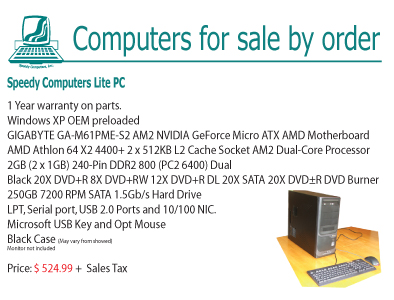 Computers for sale by order
Speedy Computers, Inc.
Speedy Computers Lite PC
1 Year warranty on parts.
Windows XP OEM preloaded
GIGABYTE GA-M61PME-S2 AM2 NVIDIA GeForce Micro ATX AMD Motherboard
AMD Athlon 64 X2 4400+ 2 x 512KB L2 Cache Socket AM2 Dual-Core Processor
2GB (2 x 1GB) 240-Pin DDR2 800 (PC2 6400) Dual
Black 20X DVD+R 8X DVD+RW 12X DVD+R DL 20X SATA 20X DVD±R DVD Burner
250GB 7200 RPM SATA 1.5Gb/s Hard Drive
LPT, Serial port, USB 2.0 Ports and 10/100 NIC.
Microsoft USB Key and Opt Mouse
Black Case (May vary from showed)
Monitor not included
Price: $ 524.99 + Sales Tax